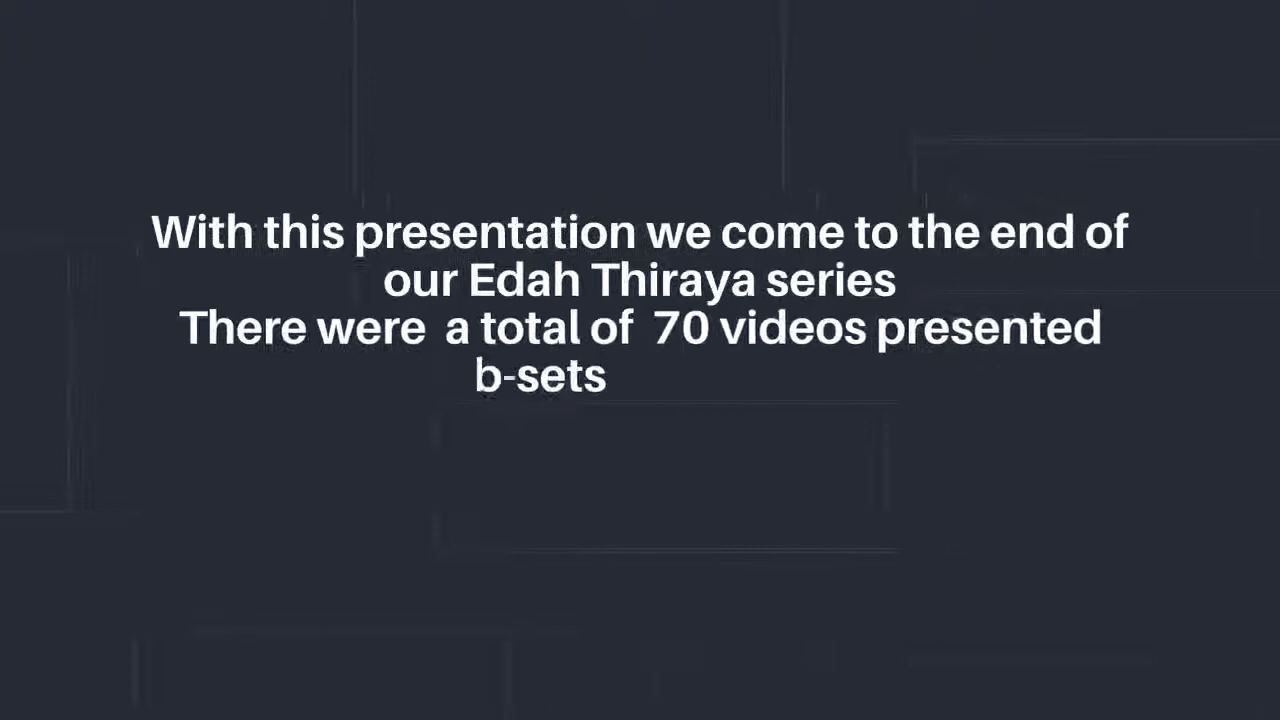 With this presentation we come to the end of
our Edah Thiraya series
There were  a total of  70 videos presented
b-sets